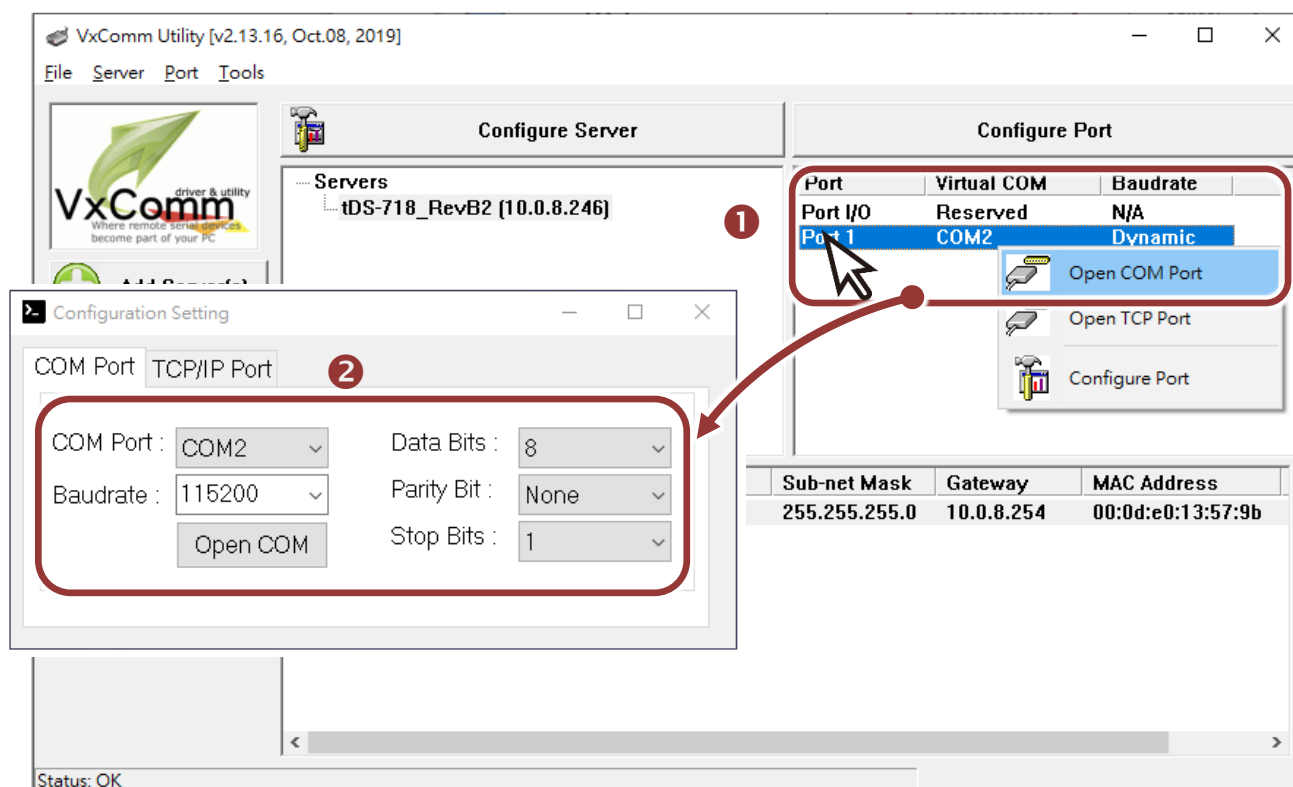 VxComm Utility [v2.13.16, Oct.08, 2019]
File Server Port Tools
VxComm
driver & utility
Where remote serial devices
become part of your PC
Configure Server
Configure Port
Servers
tDS-718_RevB2 (10.0.8.246)
1
Port Virtual COM Baudrate
Port I/O Reserved N/A
Port 1 COM2 Dynamic
Open COM Port
Open TCP Port
Configure Port
Add Server(s)
Configuration Setting
COM Port TCP/IP Port
2
COM Port : COM2 Data Bits : 8
Baudrate : 115200 Parity Bit : None
Open COM Stop Bits : 1
Sub-net Mask Gateway MAC Address
255.255.255.0 10.0.8.254 00:0d:e0:13:57:9b
Status: OK